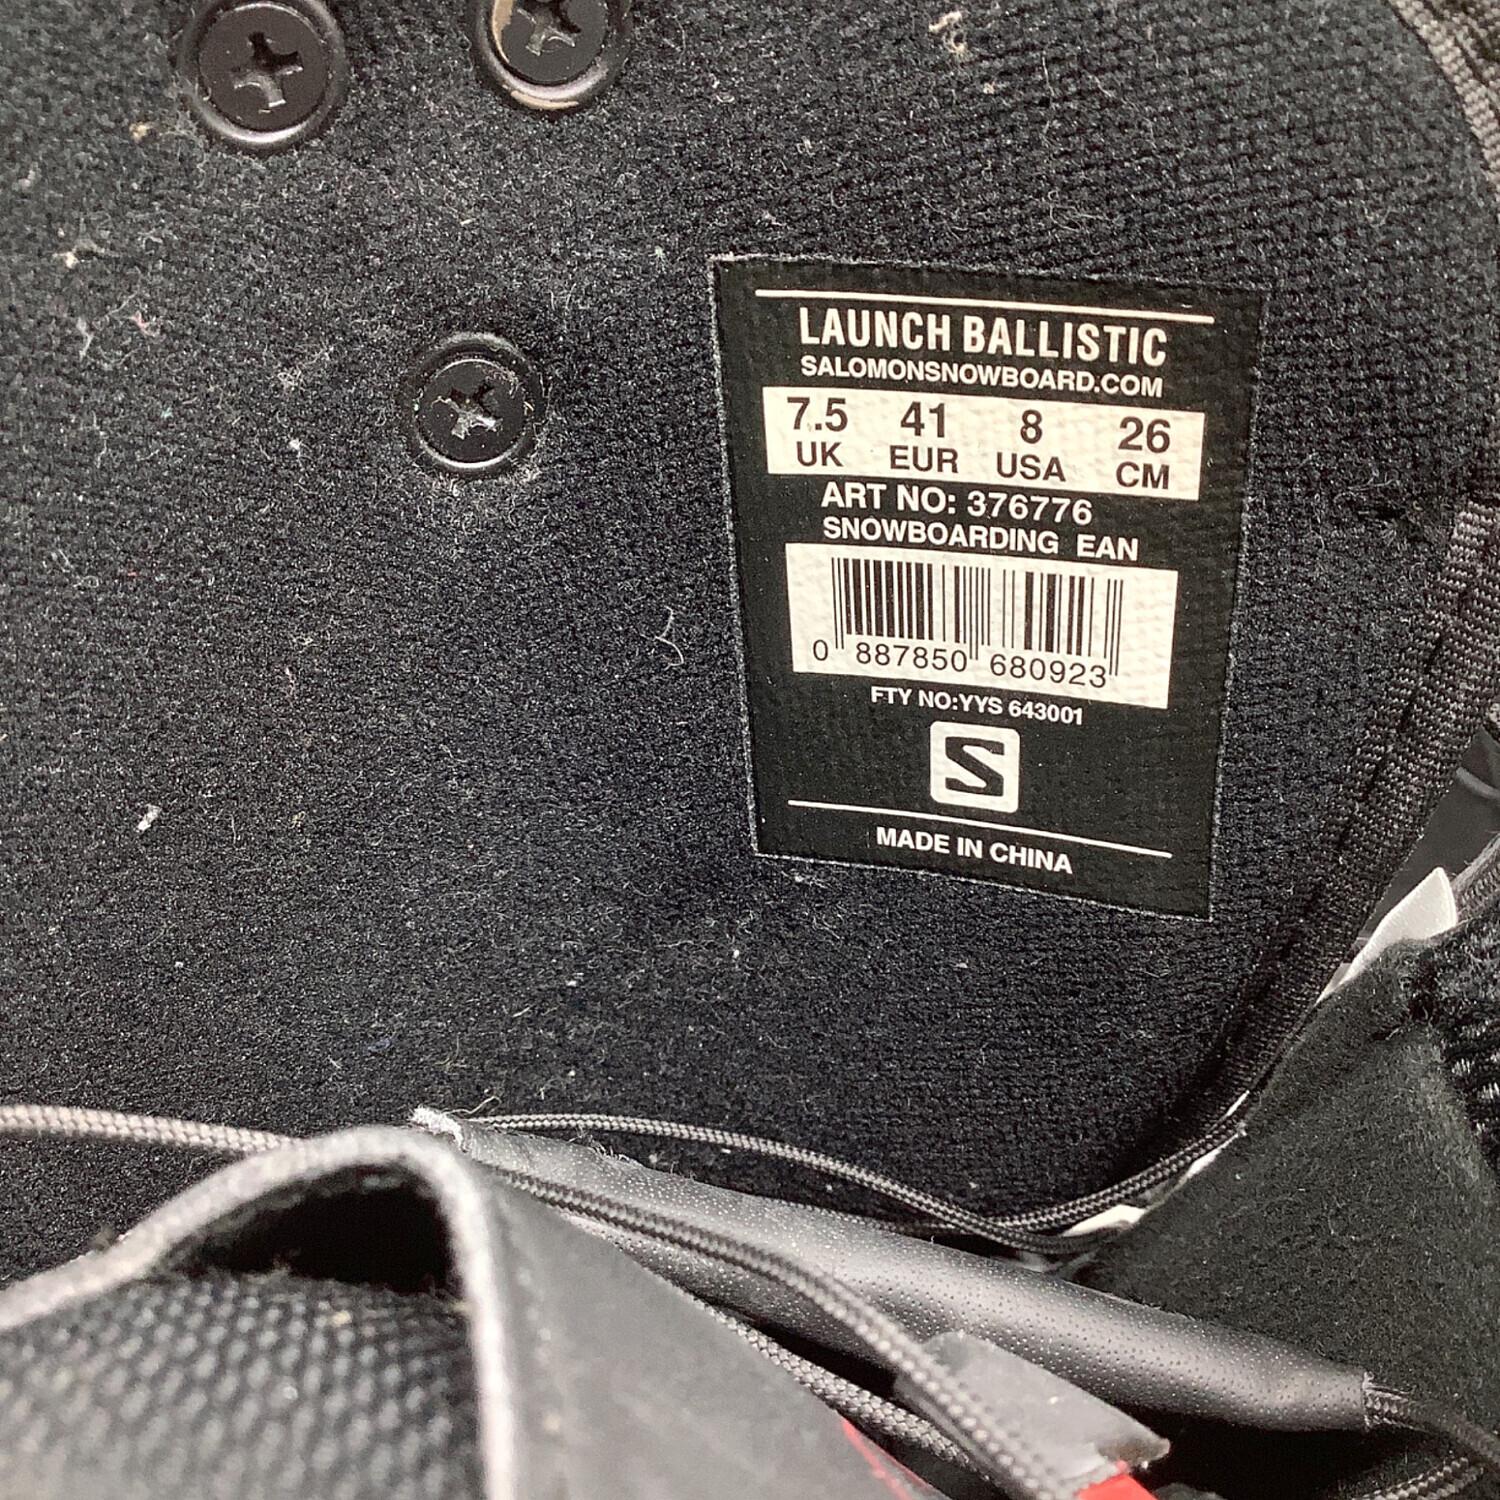 LAUNCH BALLISTIC
SALOMONSNOWBOARD.COM
7.5 41 8 26
UK EUR USA CM
ART NO: 376776
SNOWBOARDING EAN
0 887850 680923
FTY NO:YYS 643001
S
MADE IN CHINA